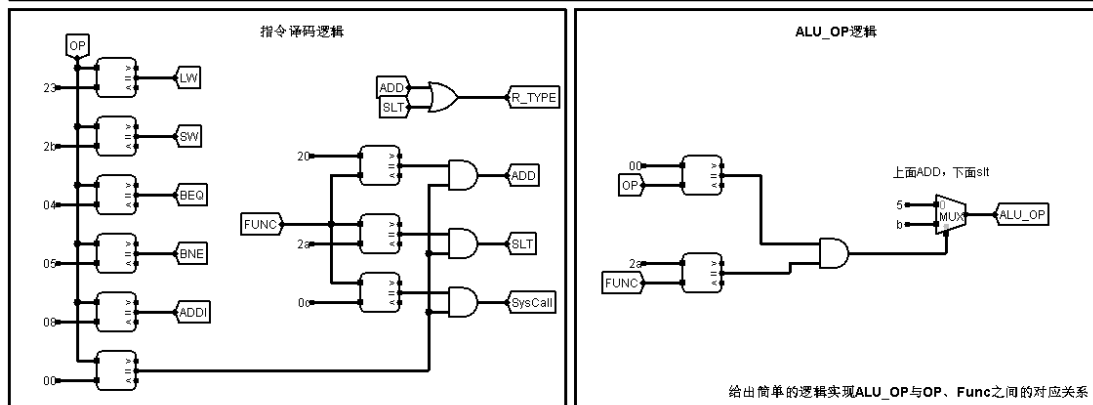 指令译码逻辑
OP
23
LW
2b
SW
04
BEQ
05
BNE
08
ADDI
00
ADD
SLT
R_TYPE
20
ADD
FUNC
2a
SLT
0c
SysCall
ALU_OP逻辑
00
OP
上面ADD，下面slt
5
0
MUX
b
ALU_OP
2a
FUNC
给出简单的逻辑实现ALU_OP与OP、Func之间的对应关系